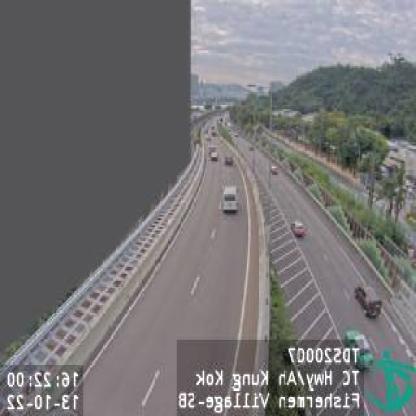 TDS20007
TC Hwy/Ah Kung Kok
Fishermen Village-SB
16:22:00
13-10-22